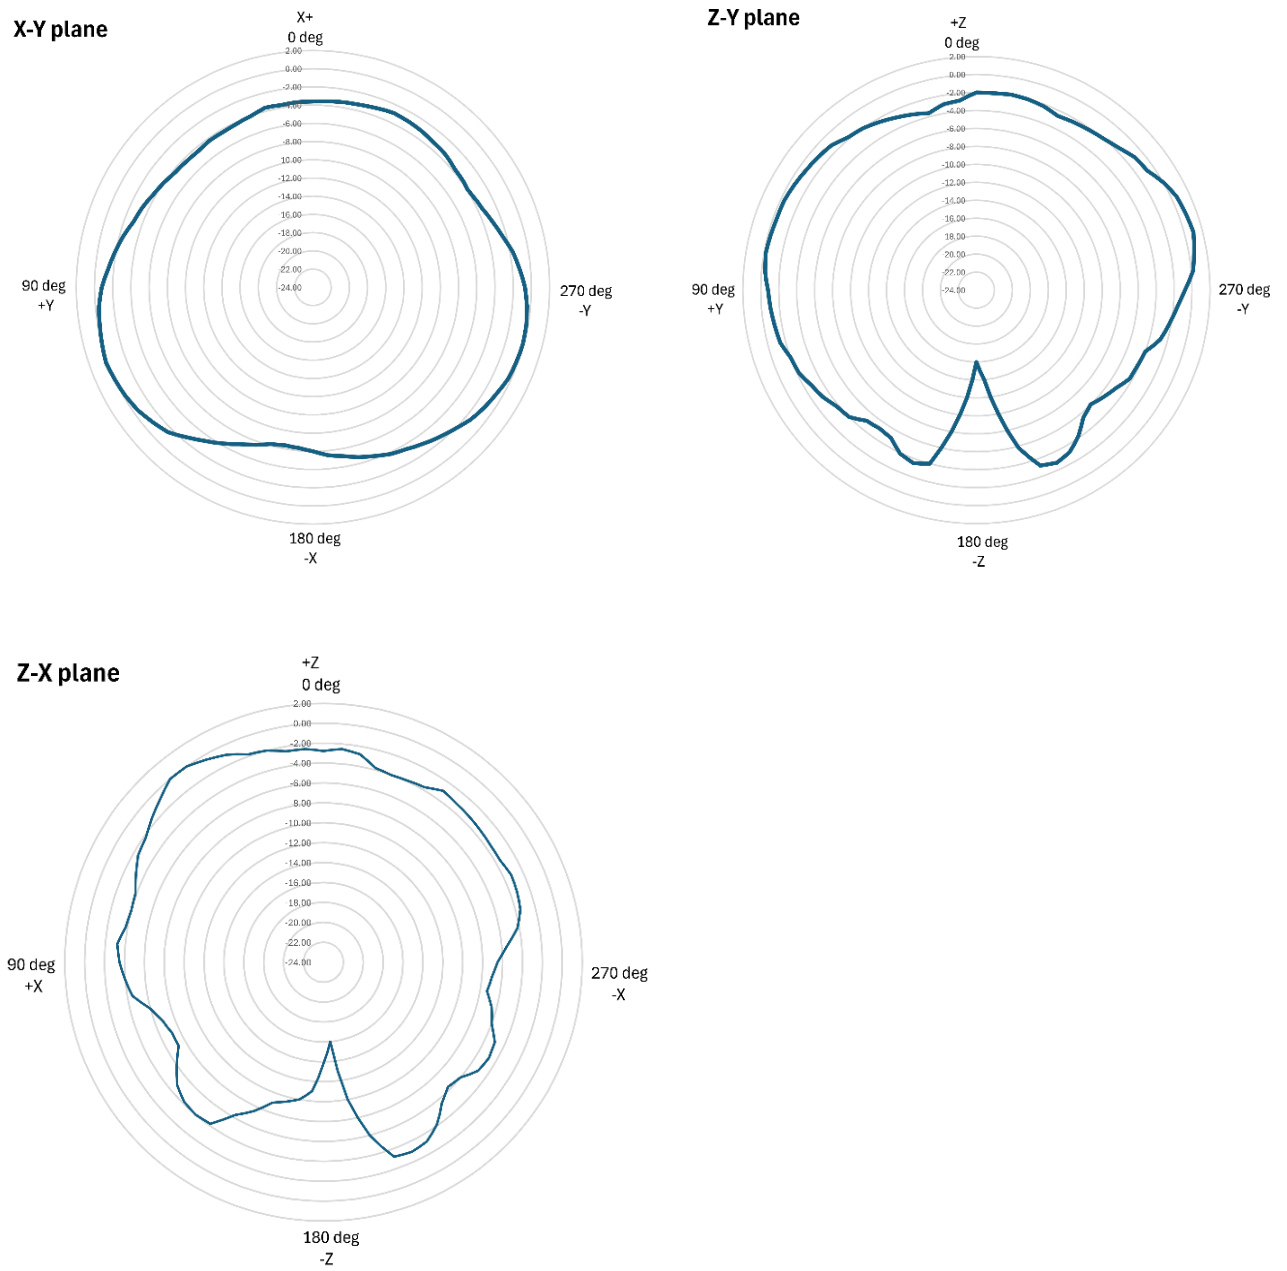 X-Y plane
X+
0 deg
2.00
0.00
-2.00
-4.00
-6.00
-8.00
10.00
-12.00
-14.00
16.00
-18.00
-20.00
22.00
-24.00
90 deg
+Y
270 deg
-Y
180 deg
-X
Z-Y plane
+Z
0 deg
2.00
0.00
-2.00
-4.00
-6.00
-8.00
-10.00
-12.00
-14.00
-16.00
18.00
20.00
-22.00
-24.00
90 deg
+Y
270 deg
-Y
180 deg
-Z
Z-X plane
+Z
0 deg
2.00
0.00
-2.00
-4.00
-6.00
8.00
-10.00
-12.00
-14.00
-16.00
18.00
-20.00
-22.00
-24.00
90 deg
+X
270 deg
-X
180 deg
-Z